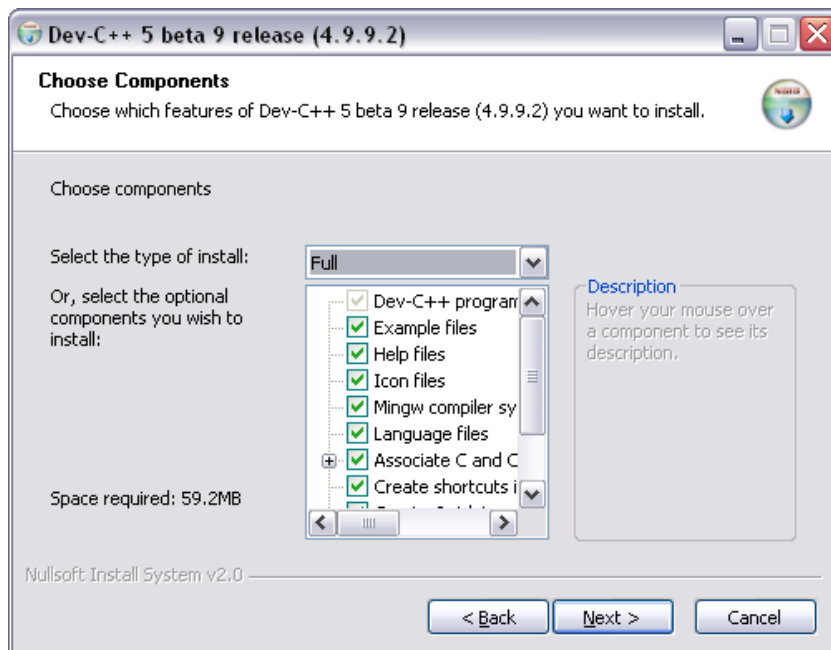 Dev-C++ 5 beta 9 release (4.9.9.2)
Choose Components
Choose which features of Dev-C++ 5 beta 9 release (4.9.9.2) you want to install.
Choose components
Select the type of install:
Full
Or, select the optional
components you wish to
install:
Dev-C++ program
Example files
Help files
Icon files
Mingw compiler sy
Language files
Associate C and C
Create shortcuts i
Description
Hover your mouse over
a component to see its
description.
Space required: 59.2MB
Nullsoft Install System v2.0
< Back
Next >
Cancel